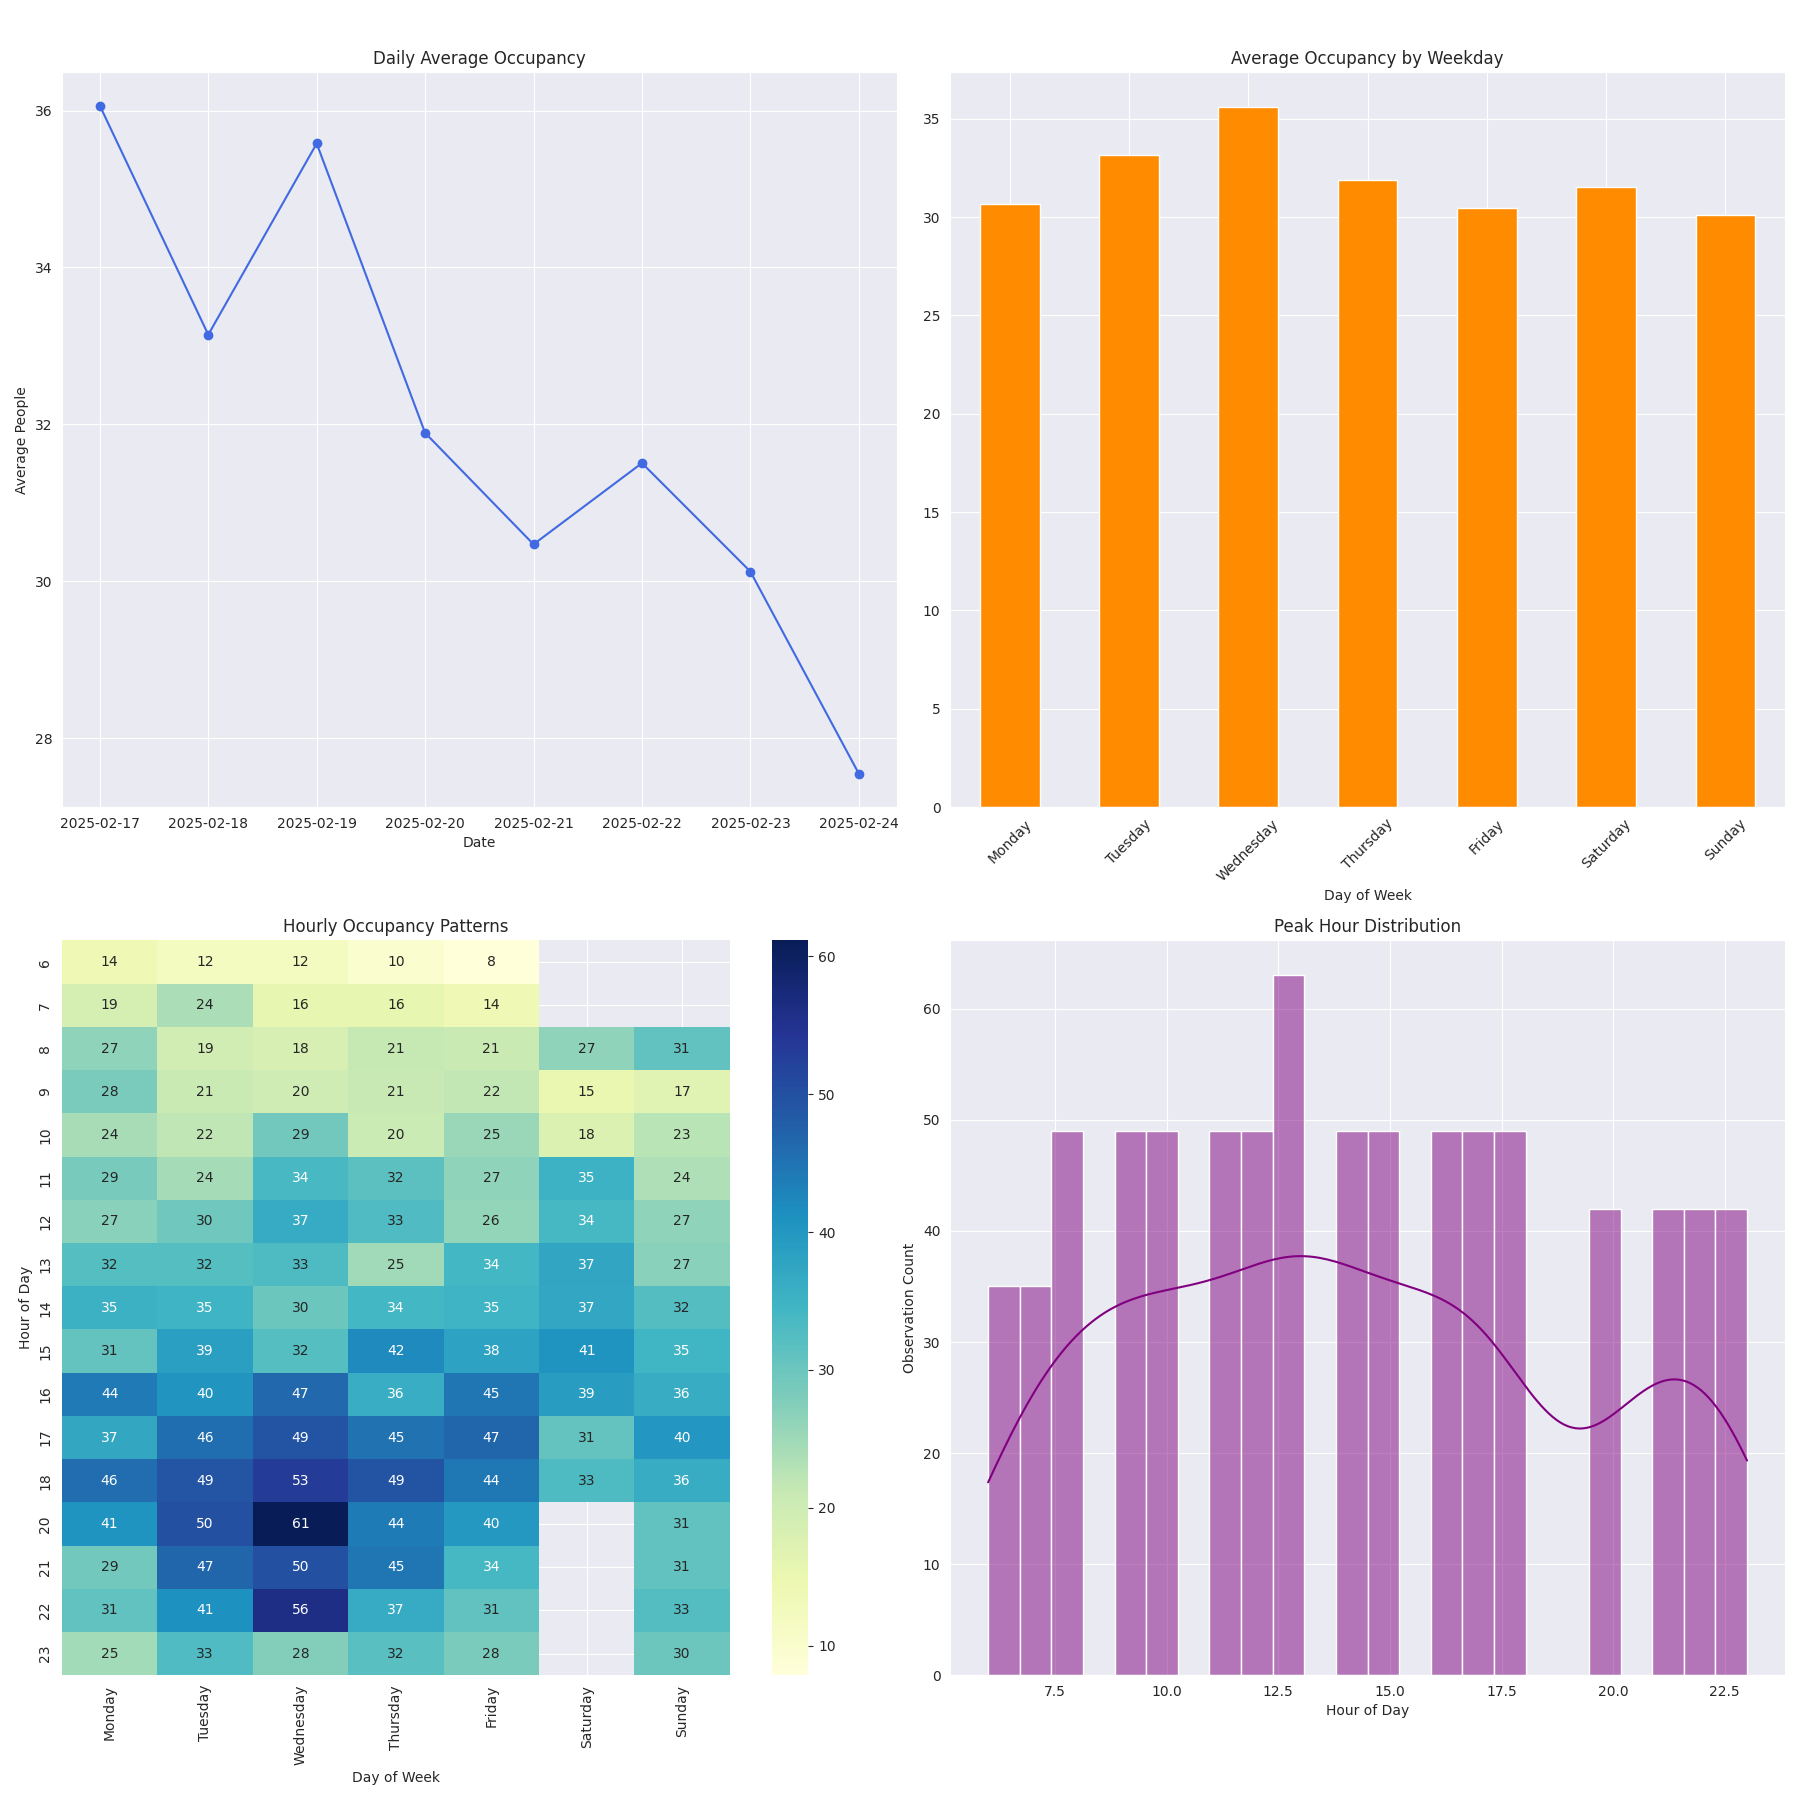 Daily Average Occupancy
36
34
32
30
28
Average People
2025-02-17 2025-02-18 2025-02-19 2025-02-20 2025-02-21 2025-02-22 2025-02-23 2025-02-24
Date
Average Occupancy by Weekday
35
30
25
20
15
10
5
0
Monday Tuesday Wednesday Thursday Friday Saturday Sunday
Day of Week
Hourly Occupancy Patterns
6 14 12 12 10 8
7 19 24 16 16 14
8 27 19 18 21 21 27 31
9 28 21 20 21 22 15 17
10 24 22 29 20 25 18 23
11 29 24 34 32 27 35 24
12 27 30 37 33 26 34 27
13 32 32 33 25 34 37 27
14 35 35 30 34 35 37 32
15 31 39 32 42 38 41 35
16 44 40 47 36 45 39 36
17 37 46 49 45 47 31 40
18 46 49 53 49 44 33 36
20 41 50 61 44 40 31
21 29 47 50 45 34 31
22 31 41 56 37 31 33
23 25 33 28 32 28 30
Hour of Day
Monday Tuesday Wednesday Thursday Friday Saturday Sunday
Day of Week
60
50
40
30
20
10
Peak Hour Distribution
60
50
40
30
20
10
0
Observation Count
7.5 10.0 12.5 15.0 17.5 20.0 22.5
Hour of Day